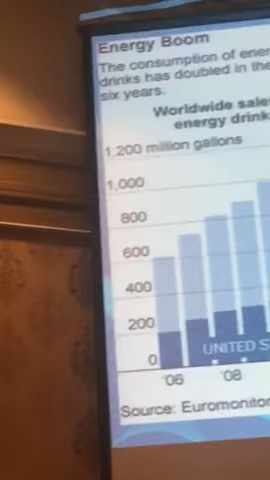 Energy Boom
The consumption of ener
drinks has doubled in the
six years.
Worldwide sale
energy drink
1,200 million gallons
1,000
800
600
400
200
0
UNITED S
'06 '08
Source: Euromonitor